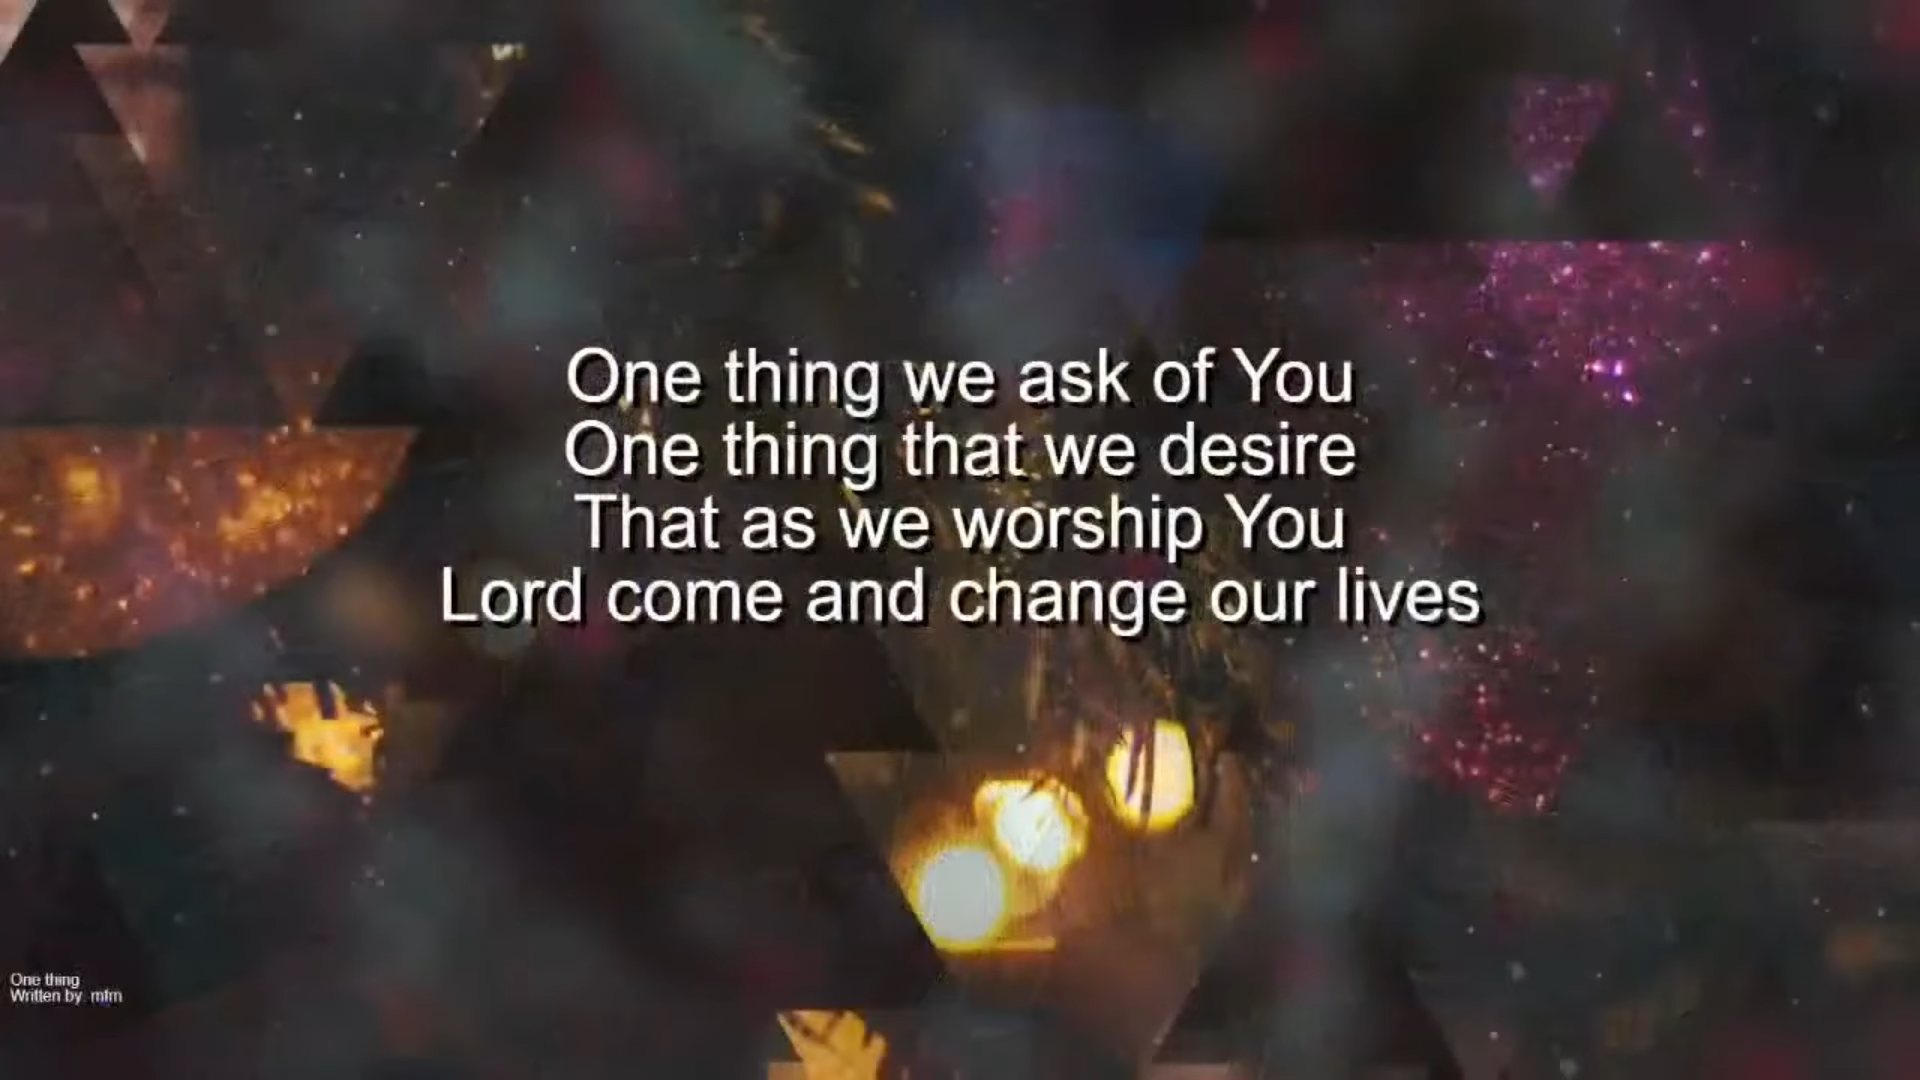 One thing we ask of You
One thing that we desire
That as we worship You
Lord come and change our lives
One thing
Written by: mfm